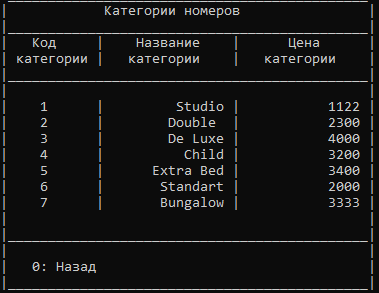 Категории номеров
Код | Название | Цена
категории | категории | категории
1 | Studio | 1122
2 | Double | 2300
3 | De Luxe | 4000
4 | Child | 3200
5 | Extra Bed | 3400
6 | Standart | 2000
7 | Bungalow | 3333
0: Назад